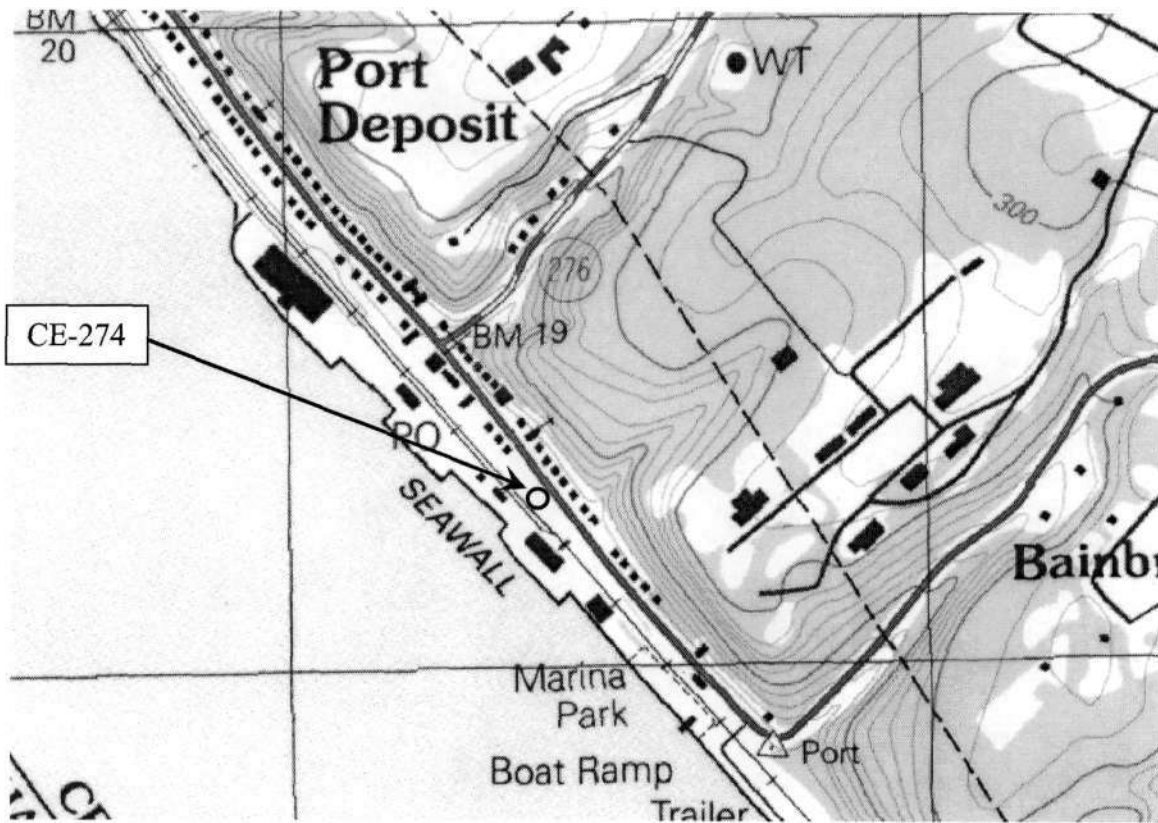 BM
20
Port
Deposit
WT
300
276
BM 19
CE-274
PO
SEAWALL
Bainbr
Marina
Park
Port
Boat Ramp
Trailer